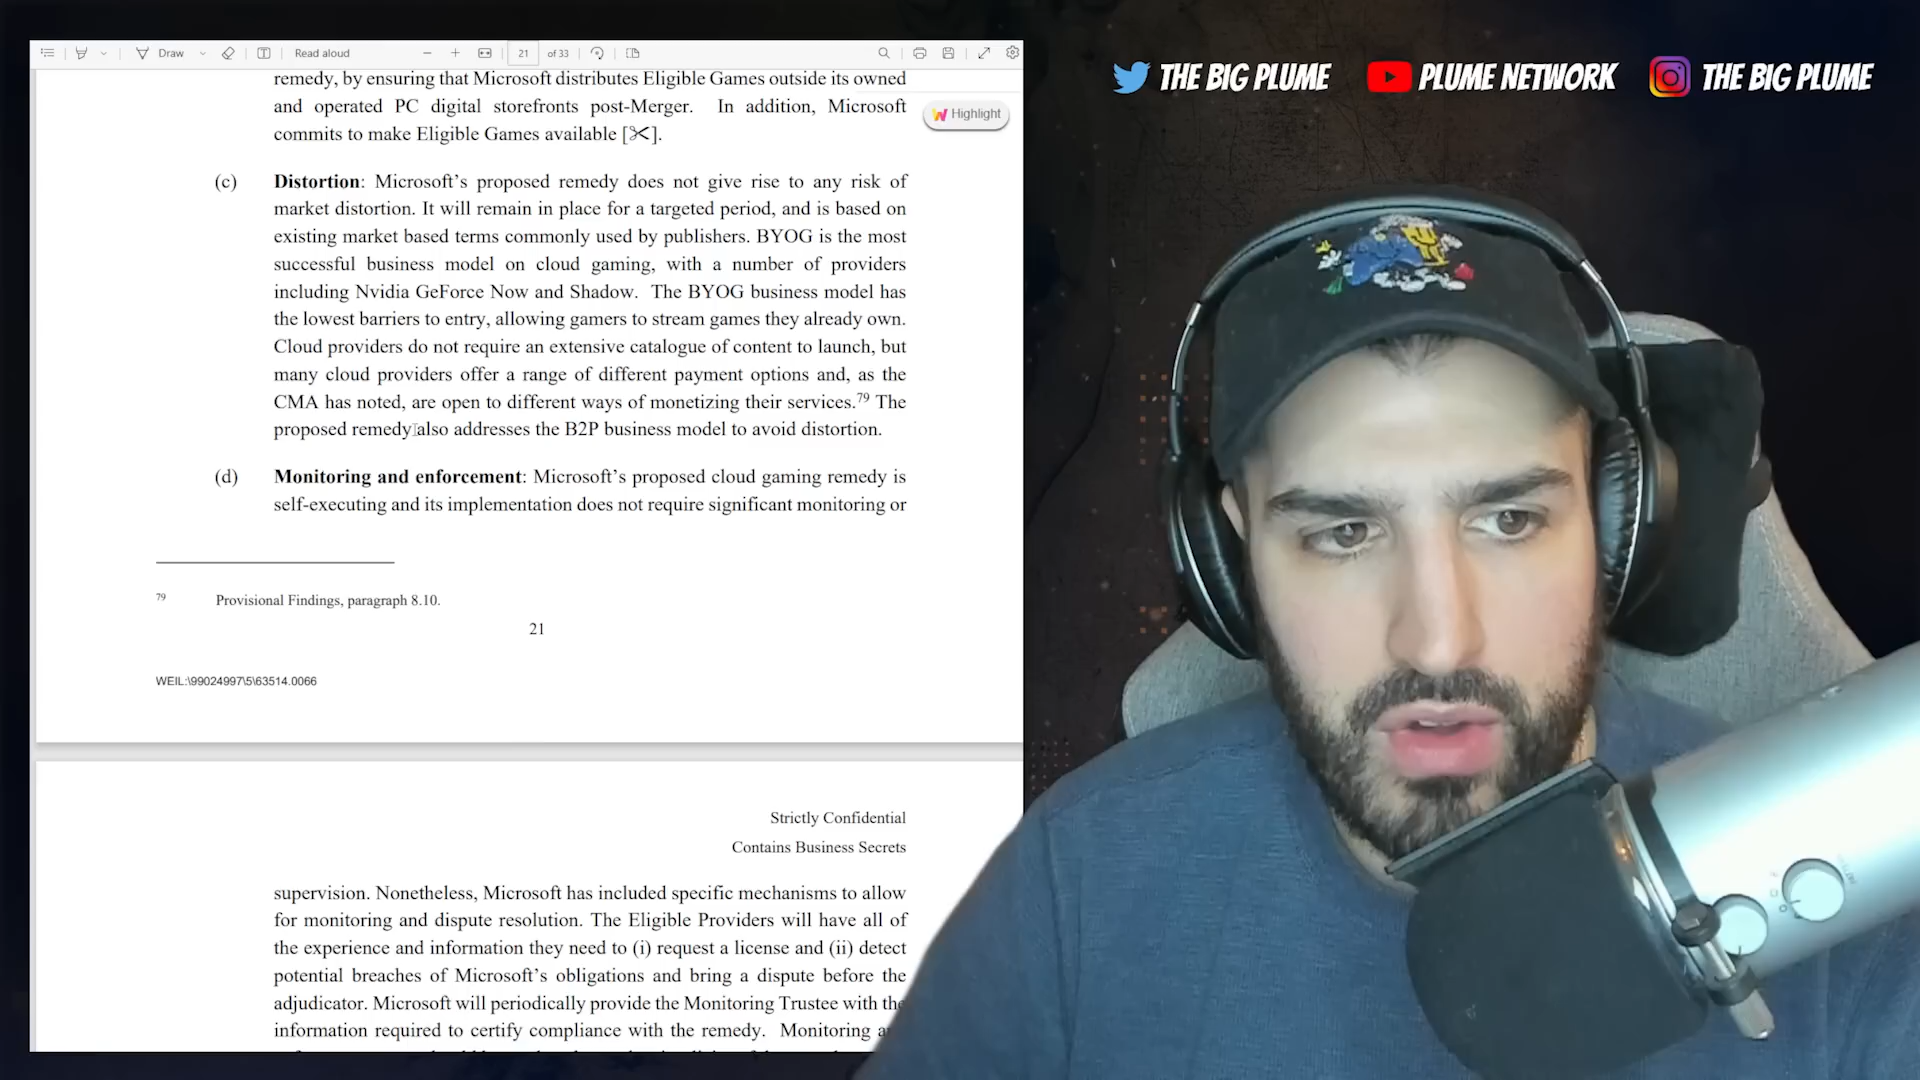 Draw
Read aloud
21 of 33
THE BIG PLUME
PLUME NETWORK
THE BIG PLUME
Highlight
remedy, by ensuring that Microsoft distributes Eligible Games outside its owned
and operated PC digital storefronts post-Merger. In addition, Microsoft
commits to make Eligible Games available [✂].
(c) Distortion: Microsoft's proposed remedy does not give rise to any risk of
market distortion. It will remain in place for a targeted period, and is based on
existing market based terms commonly used by publishers. BYOG is the most
successful business model on cloud gaming, with a number of providers
including Nvidia GeForce Now and Shadow. The BYOG business model has
the lowest barriers to entry, allowing gamers to stream games they already own.
Cloud providers do not require an extensive catalogue of content to launch, but
many cloud providers offer a range of different payment options and, as the
CMA has noted, are open to different ways of monetizing their services.79 The
proposed remedy also addresses the B2P business model to avoid distortion.
(d) Monitoring and enforcement: Microsoft's proposed cloud gaming remedy is
self-executing and its implementation does not require significant monitoring or
79 Provisional Findings, paragraph 8.10.
21
WEIL:\99024997\5\63514.0066
Strictly Confidential
Contains Business Secrets
supervision. Nonetheless, Microsoft has included specific mechanisms to allow
for monitoring and dispute resolution. The Eligible Providers will have all of
the experience and information they need to (i) request a license and (ii) detect
potential breaches of Microsoft's obligations and bring a dispute before the
adjudicator. Microsoft will periodically provide the Monitoring Trustee with the
information required to certify compliance with the remedy. Monitoring